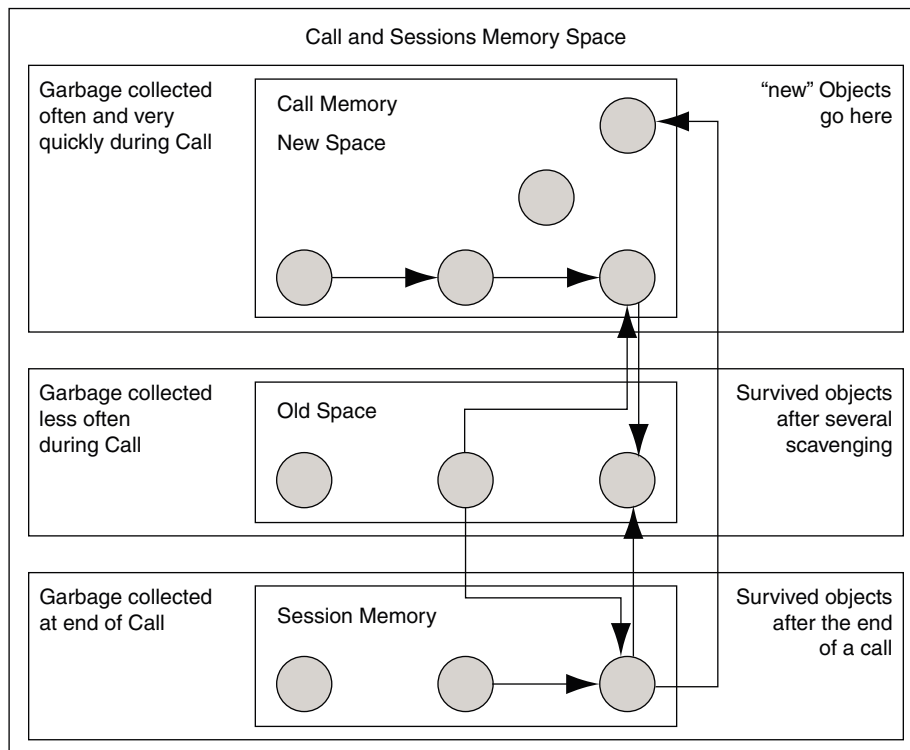 Call and Sessions Memory Space
Garbage collected
often and very
quickly during Call
Call Memory
New Space
“new” Objects
go here
Garbage collected
less often
during Call
Old Space
Survived objects
after several
scavenging
Garbage collected
at end of Call
Session Memory
Survived objects
after the end
of a call